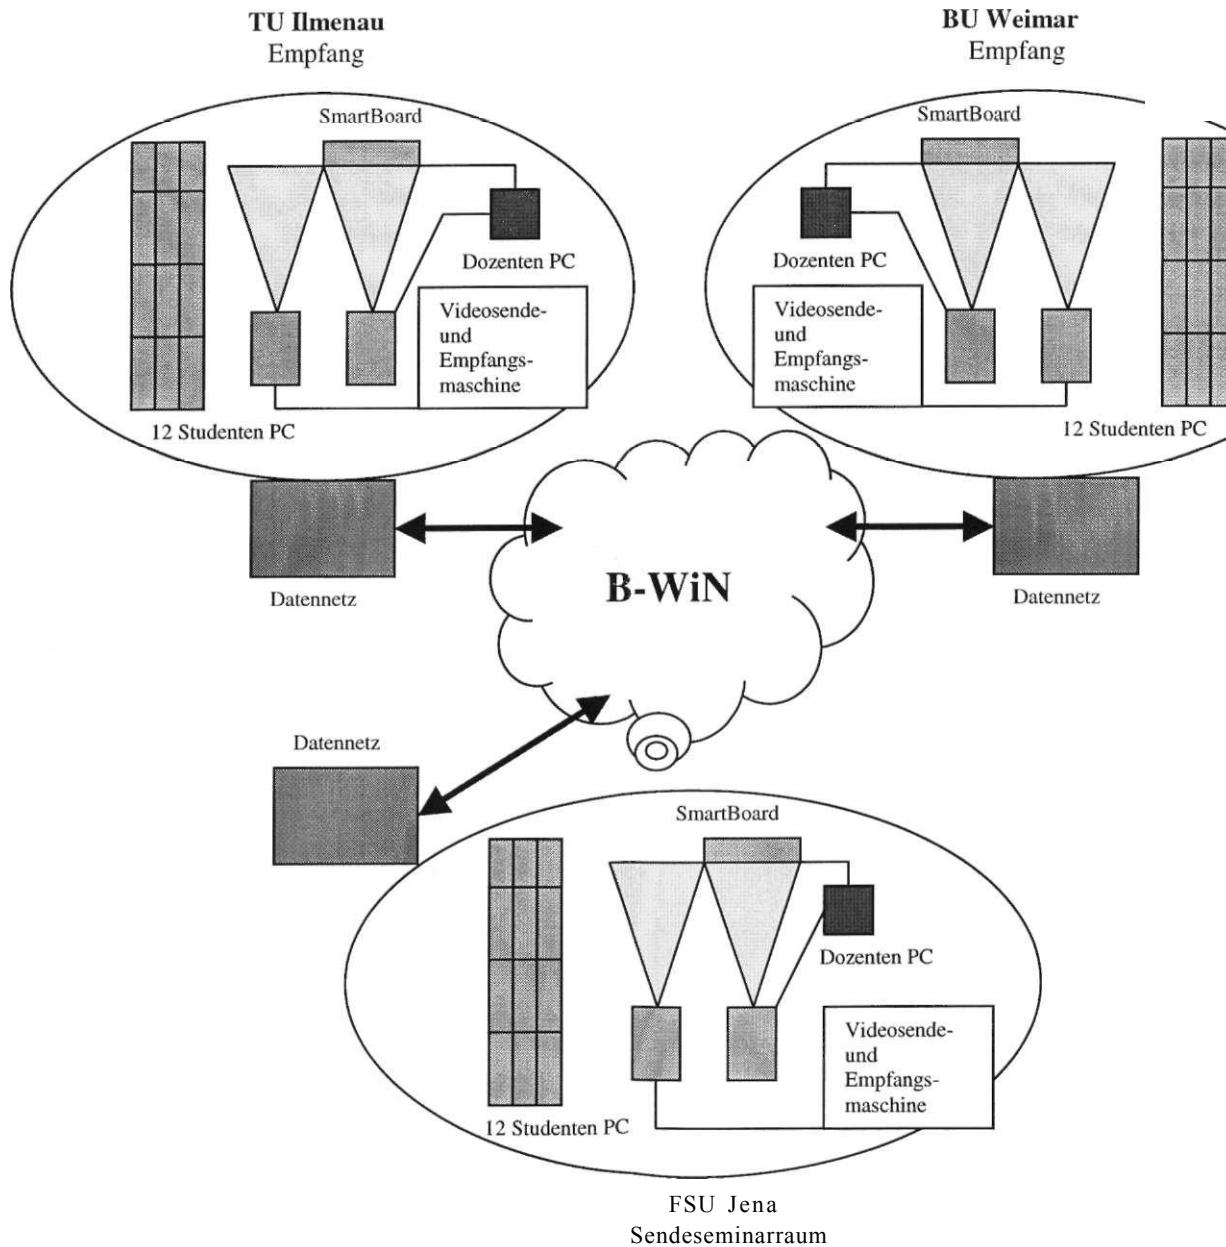 TU Ilmenau
Empfang
SmartBoard
Dozenten PC
Videosende-
und
Empfangs-
maschine
12 Studenten PC
Datennetz
BU Weimar
Empfang
SmartBoard
Dozenten PC
Videosende-
und
Empfangs-
maschine
12 Studenten PC
Datennetz
B-WiN
Datennetz
SmartBoard
Dozenten PC
Videosende-
und
Empfangs-
maschine
12 Studenten PC
FSU Jena
Sendeseminarraum